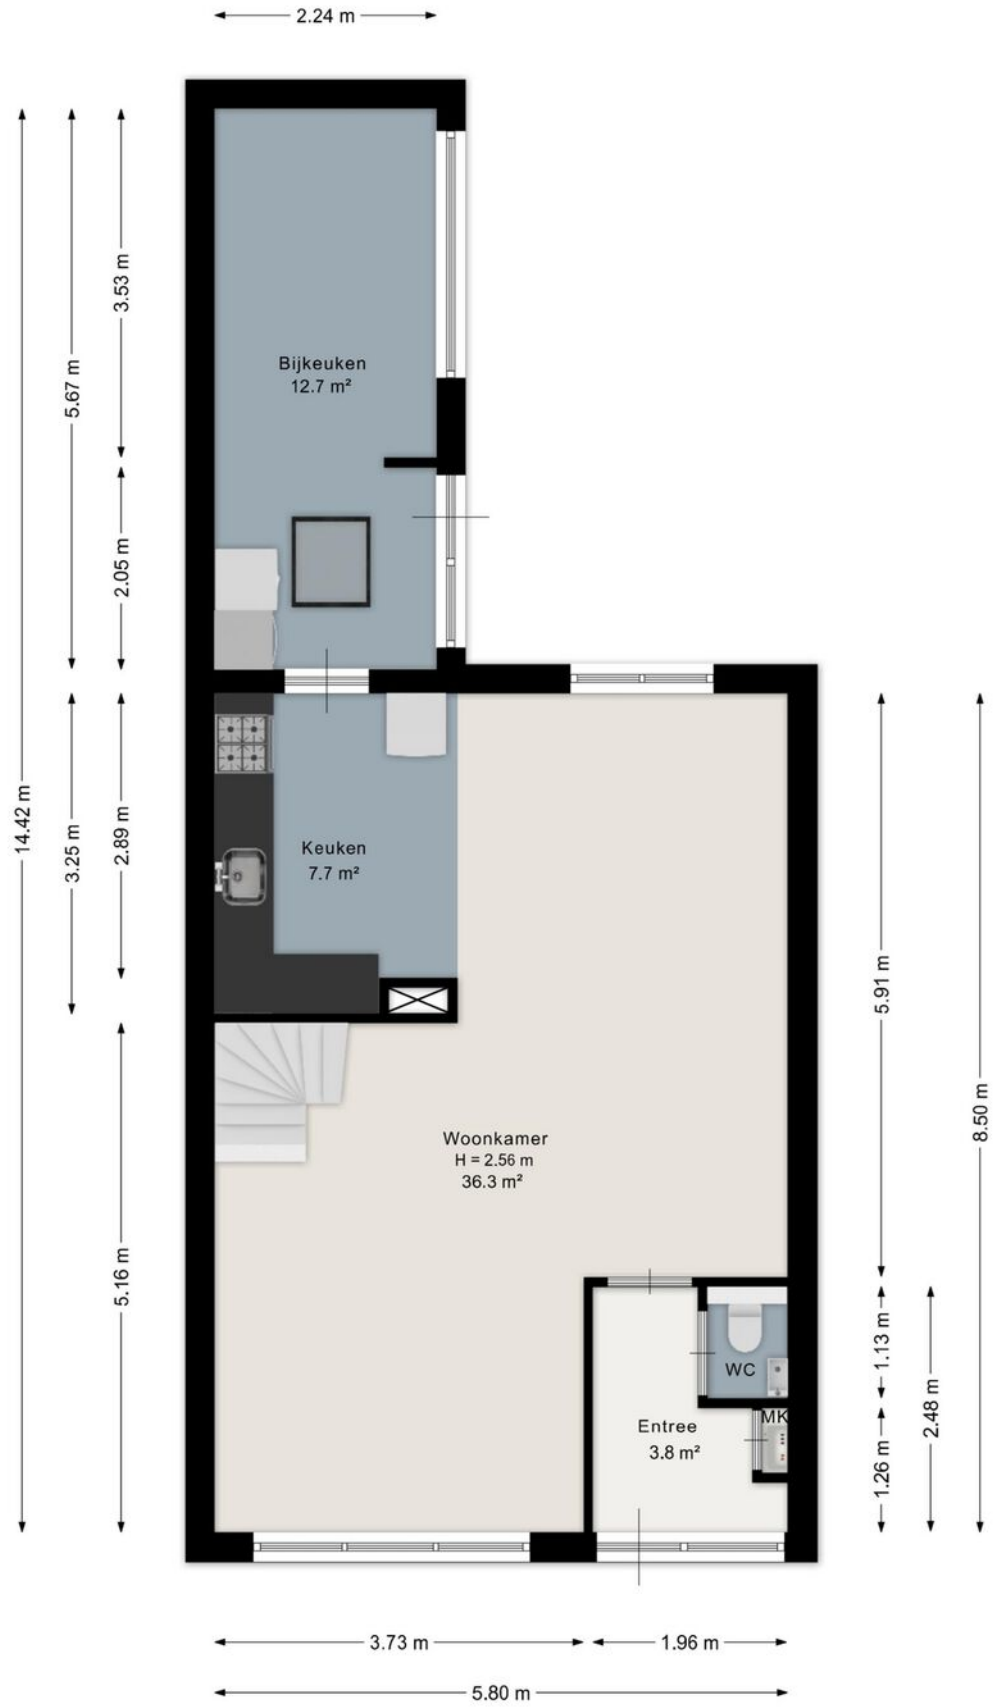 2.24 m
3.53 m
5.67 m
Bijkeuken
12.7 m²
2.05 m
14.42 m
3.25 m
2.89 m
Keuken
7.7 m²
5.91 m
8.50 m
Woonkamer
H = 2.56 m
36.3 m²
5.16 m
1.13 m
WC
2.48 m
MK
Entree
3.8 m²
1.26 m
3.73 m
1.96 m
5.80 m